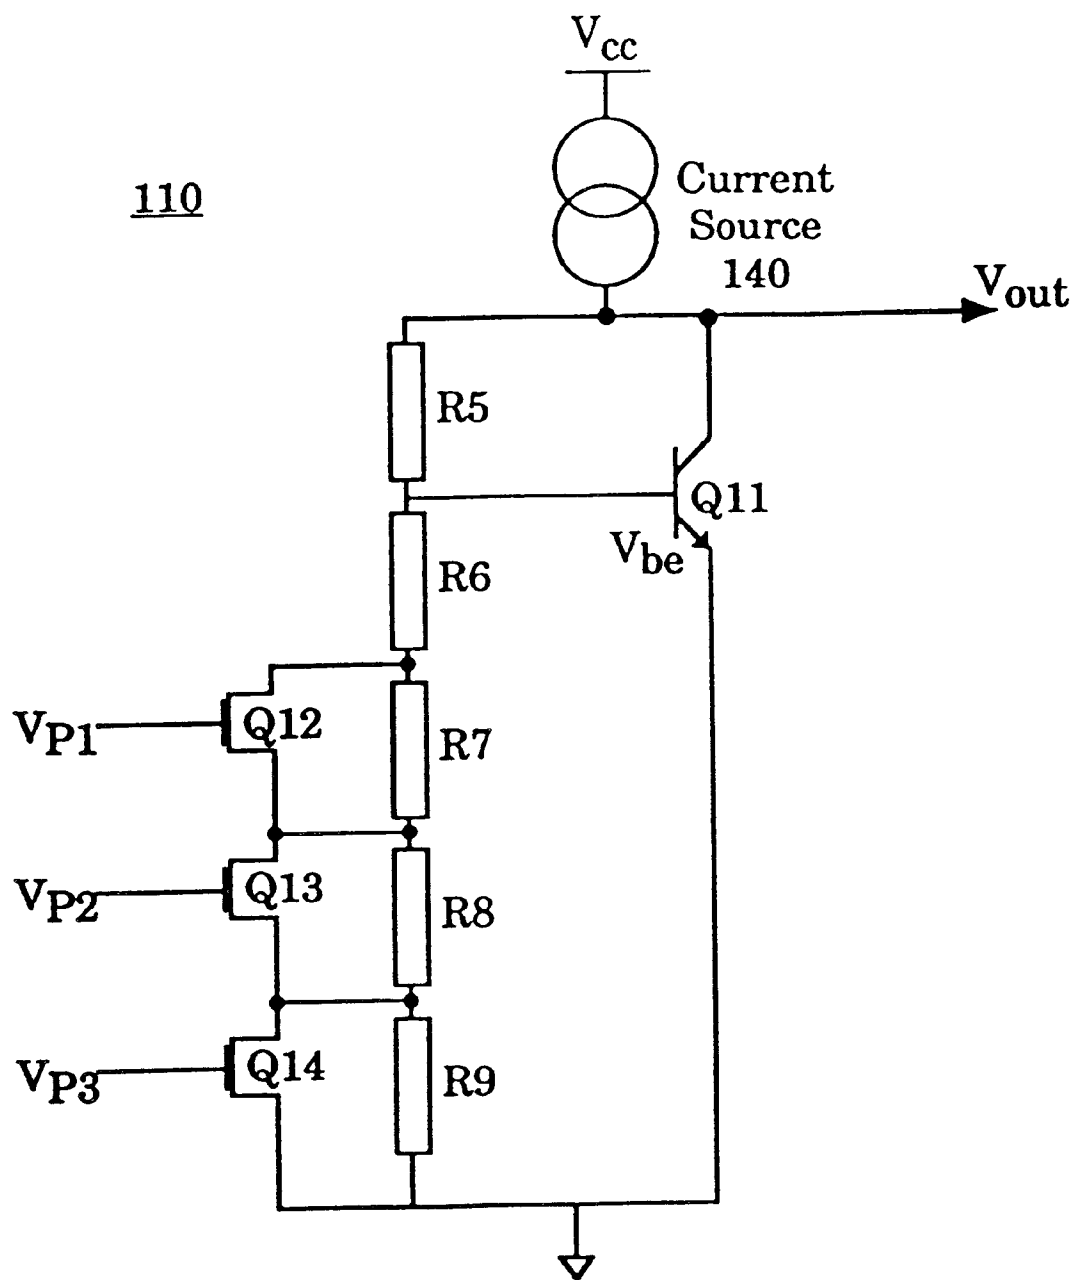 Vcc
110
Current
Source
140
Vout
R5
Q11
Vbe
R6
VP1
Q12
R7
VP2
Q13
R8
VP3
Q14
R9